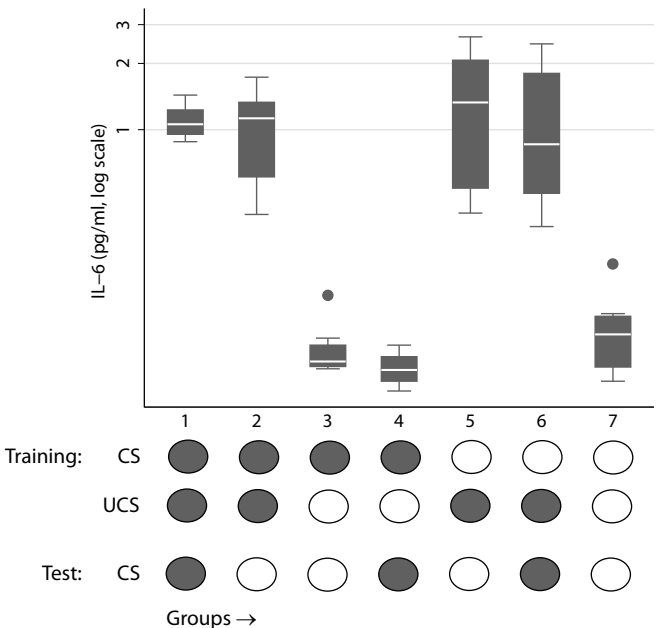 3
2
1
IL–6 (pg/ml, log scale)
1 2 3 4 5 6 7
Training: CS
UCS
Test: CS
Groups →